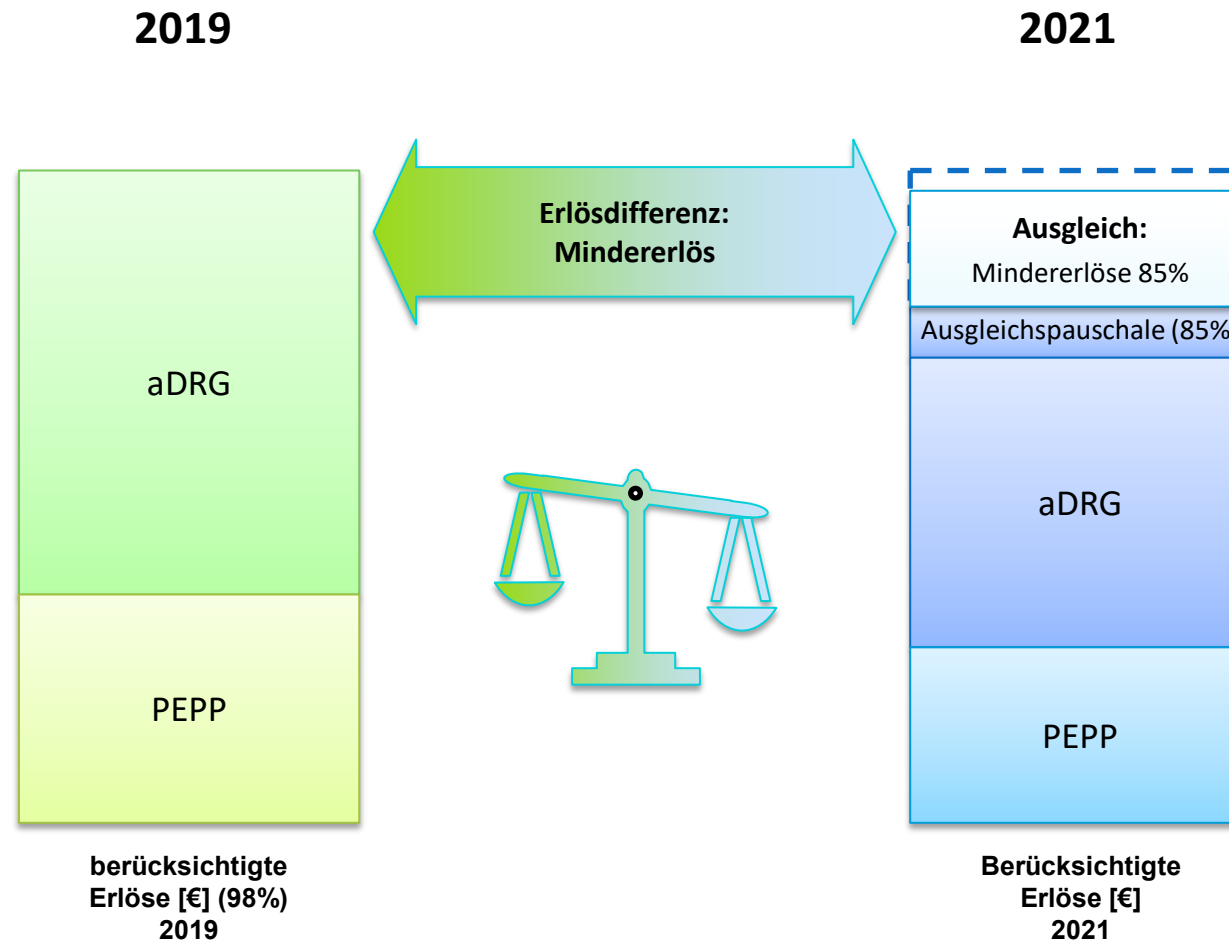 2019
2021
Erlösdifferenz:
Mindererlös
Ausgleich:
Mindererlöse 85%
Ausgleichspauschale (85%
aDRG
aDRG
PEPP
PEPP
berücksichtigte
Erlöse [€] (98%)
2019
Berücksichtigte
Erlöse [€]
2021